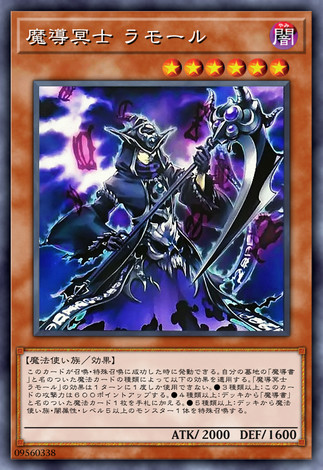 魔導冥士 ラモール
やみ
闇
【魔法使い族／効果】
このカードが召喚・特殊召喚に成功した時に発動できる。自分の墓地の「魔導書
」と名のついた魔法カードの種類によって以下の効果を適用する。「魔導冥士
ラモール」の効果は１ターンに１度しか使用できない。●３種類以上：このカード
の攻撃力は６００ポイントアップする。●４種類以上：デッキから「魔導書」
と名のついた魔法カード１枚を手札に加える。●５種類以上：デッキから魔法
使い族・闇属性・レベル５以上のモンスター１体を特殊召喚する。
ATK/ 2000 DEF/1600
09560338